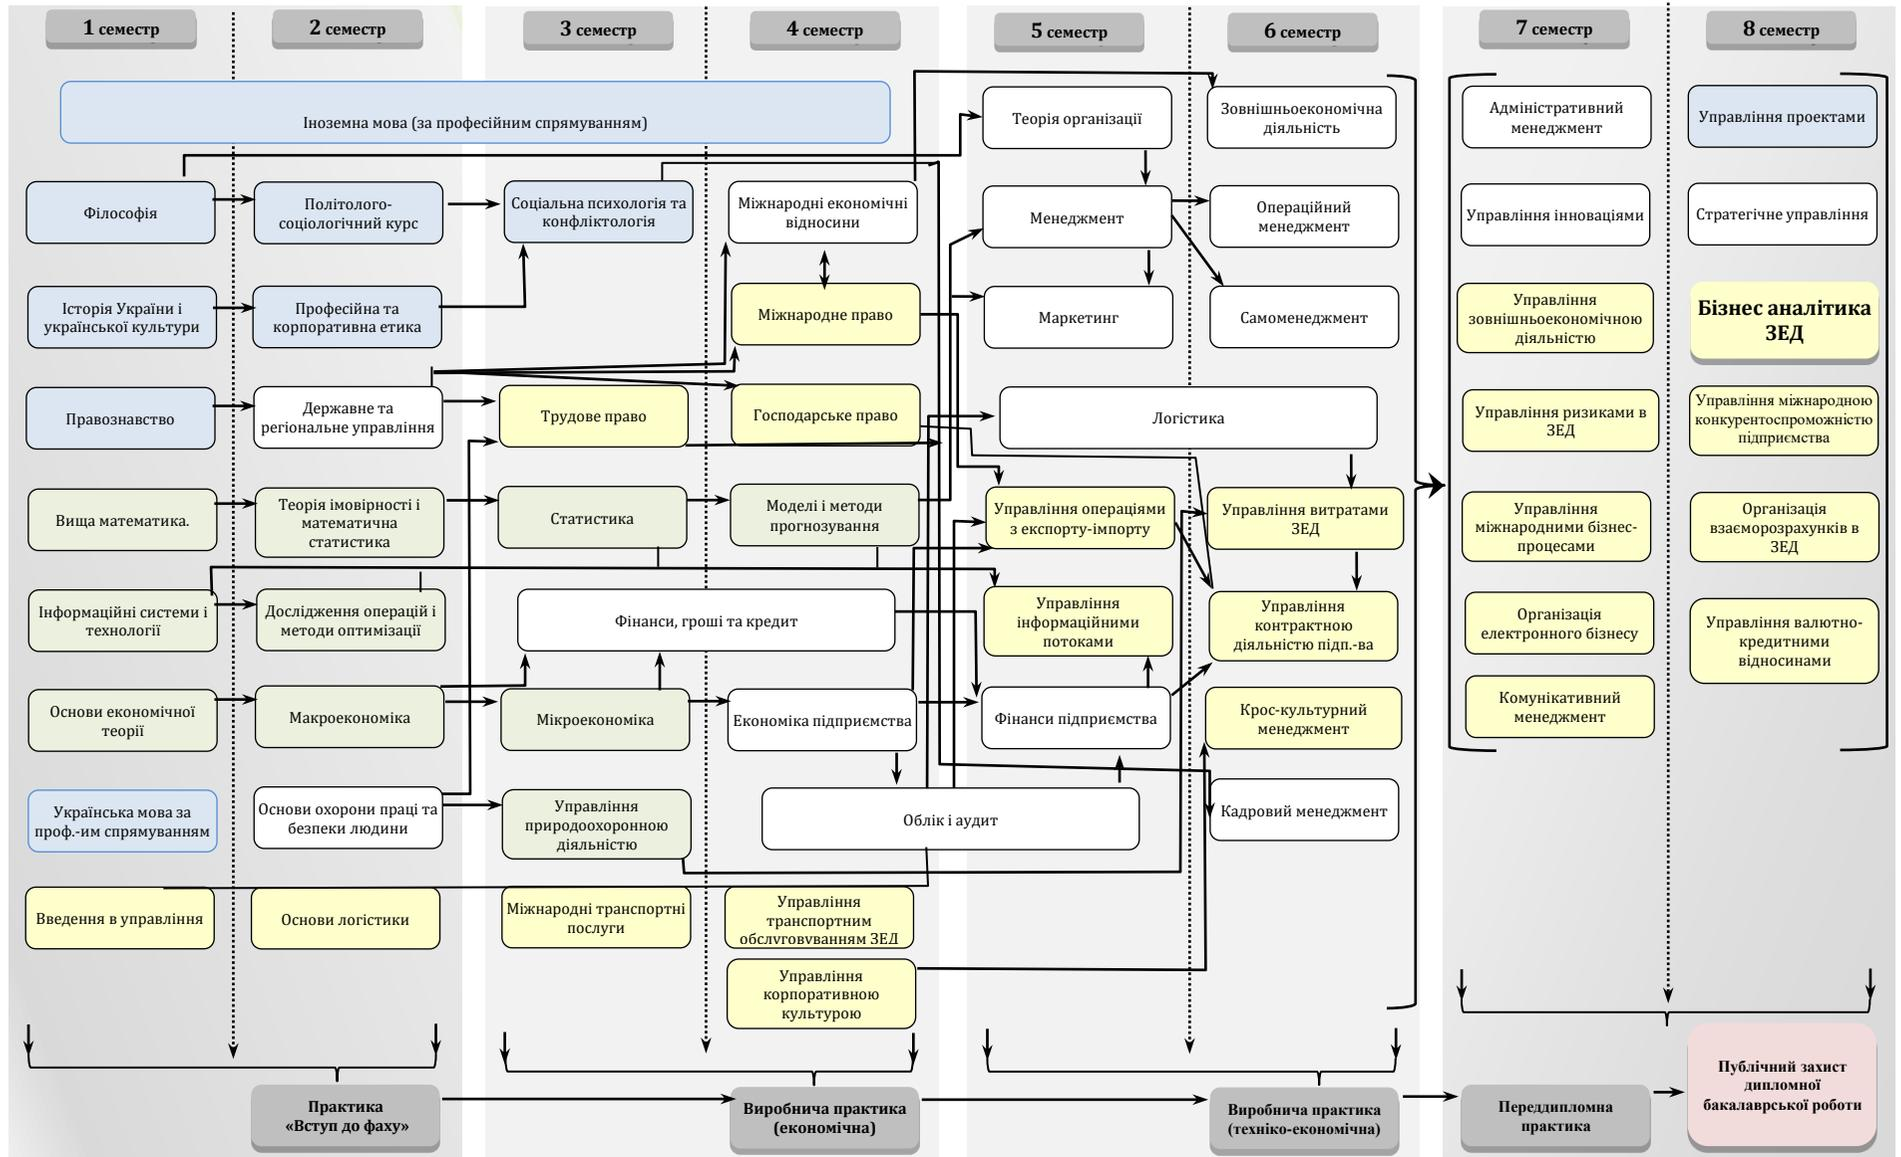 1 семестр
2 семестр
3 семестр
4 семестр
5 семестр
6 семестр
7 семестр
8 семестр
Іноземна мова (за професійним спрямуванням)
Теорія організації
Зовнішньоекономічна
діяльність
Адміністративний
менеджмент
Управління проектами
Філософія
Політолого-
соціологічний курс
Соціальна психологія та
конфліктологія
Міжнародні економічні
відносини
Менеджмент
Операційний
менеджмент
Управління інноваціями
Стратегічне управління
Історія України і
української культури
Професійна та
корпоративна етика
Міжнародне право
Маркетинг
Самоменеджмент
Управління
зовнішньоекономічною
діяльністю
Бізнес аналітика
ЗЕД
Правознавство
Державне та
регіональне управління
Трудове право
Господарське право
Логістика
Управління ризиками в
ЗЕД
Управління міжнародною
конкурентоспроможністю
підприємства
Вища математика.
Теорія імовірності і
математична
статистика
Статистика
Моделі і методи
прогнозування
Управління операціями
з експорту-імпорту
Управління витратами
ЗЕД
Управління
міжнародними бізнес-
процесами
Організація
взаєморозрахунків в
ЗЕД
Інформаційні системи і
технології
Дослідження операцій і
методи оптимізації
Фінанси, гроші та кредит
Управління
інформаційними
потоками
Управління
контрактною
діяльністю підп.-ва
Організація
електронного бізнесу
Управління валютно-
кредитними
відносинами
Основи економічної
теорії
Макроекономіка
Мікроекономіка
Економіка підприємства
Фінанси підприємства
Крос-культурний
менеджмент
Комунікативний
менеджмент
Українська мова за
проф.-им спрямуванням
Основи охорони праці та
безпеки людини
Управління
природоохоронною
діяльністю
Облік і аудит
Кадровий менеджмент
Введення в управління
Основи логістики
Міжнародні транспортні
послуги
Управління
транспортним
обслуговуванням ЗЕД
Управління
корпоративною
культурою
Практика
«Вступ до фаху»
Виробнича практика
(економічна)
Виробнича практика
(техніко-економічна)
Переддипломна
практика
Публічний захист
дипломної
бакалаврської роботи